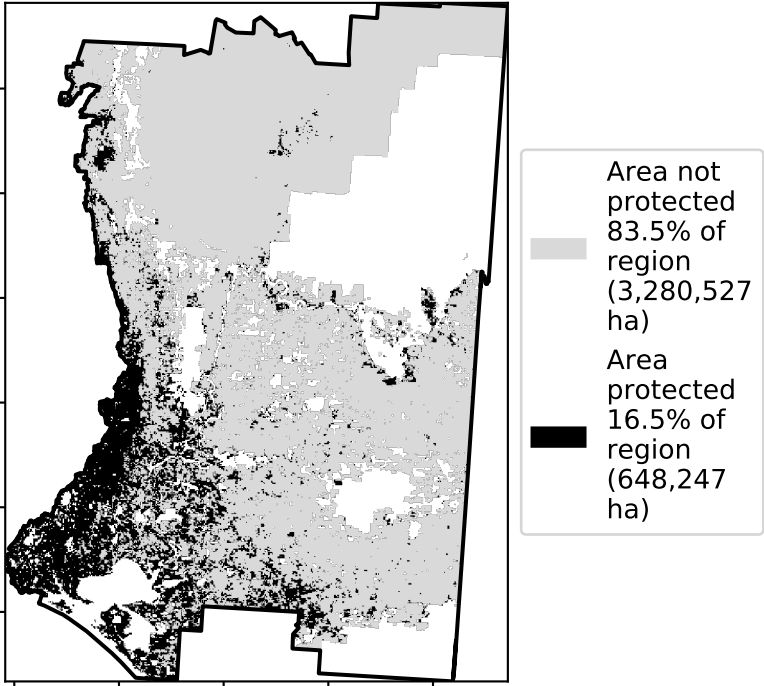 Area not
protected
83.5% of
region
(3,280,527
ha)
Area
protected
16.5% of
region
(648,247
ha)